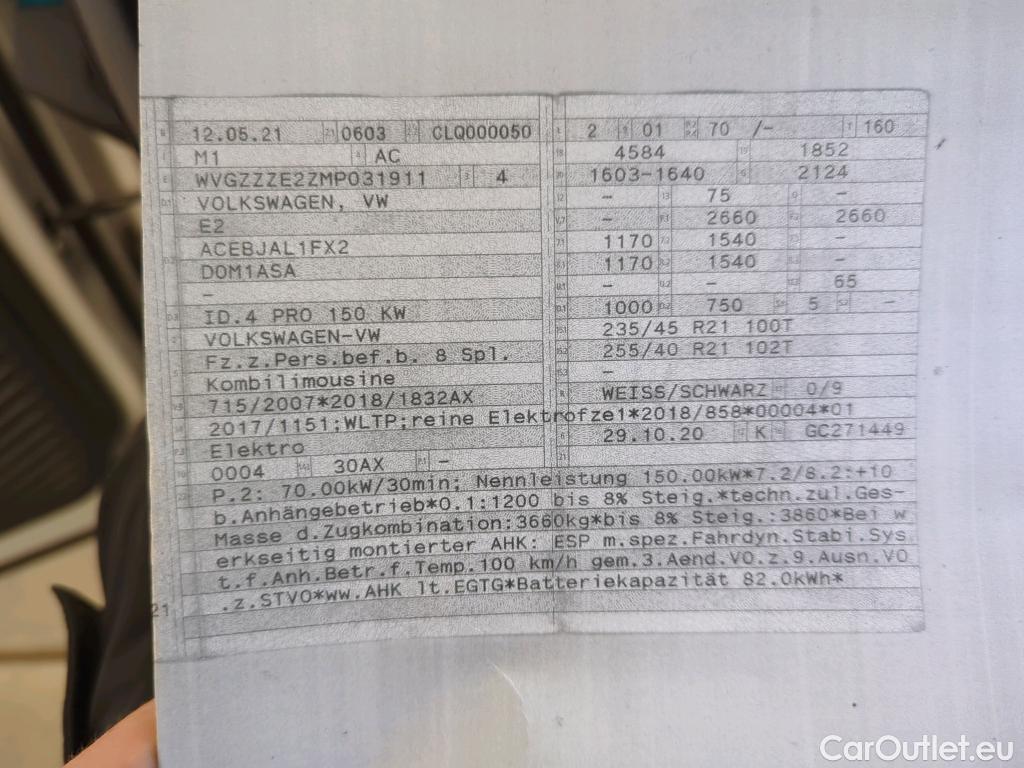 12.05.21 0603 CLQ000050 2 01 70 /- 160
M1 AC 4584 1852
WVGZZZE2ZMP031911 4 1603-1640 2124
VOLKSWAGEN, VW - 75 -
E2 - 2660 2660
ACEBJAL1FX2 1170 1540 -
DOM1ASA 1170 1540 -
- - - 65
ID.4 PRO 150 KW 1000 750 5 -
VOLKSWAGEN-VW 235/45 R21 100T
Fz.z.Pers.bef.b. 8 Spl. 255/40 R21 102T
Kombilimousine -
715/2007*2018/1832AX WEISS/SCHWARZ 0/9
2017/1151;WLTP;reine Elektrofze1*2018/858*00004*01
Elektro 29.10.20 K GC271449
0004 30AX -
P.2: 70.00kW/30min; Nennleistung 150.00kW*7.2/8.2:+10
b.Anhängebetrieb*O.1:1200 bis 8% Steig.*techn.zul.Ges-
Masse d.Zugkombination:3660kg*bis 8% Steig.:3860*Bei w
erkseitig montierter AHK: ESP m.spez.Fahrdyn.Stabi.Sys
t.f.Anh.Betr.f.Temp.100 km/h gem.3.Aend.VO.z.9.Ausn.VO
.z.STVO*ww.AHK lt.EGTG*Batteriekapazität 82.0kWh*
21
CarOutlet.eu